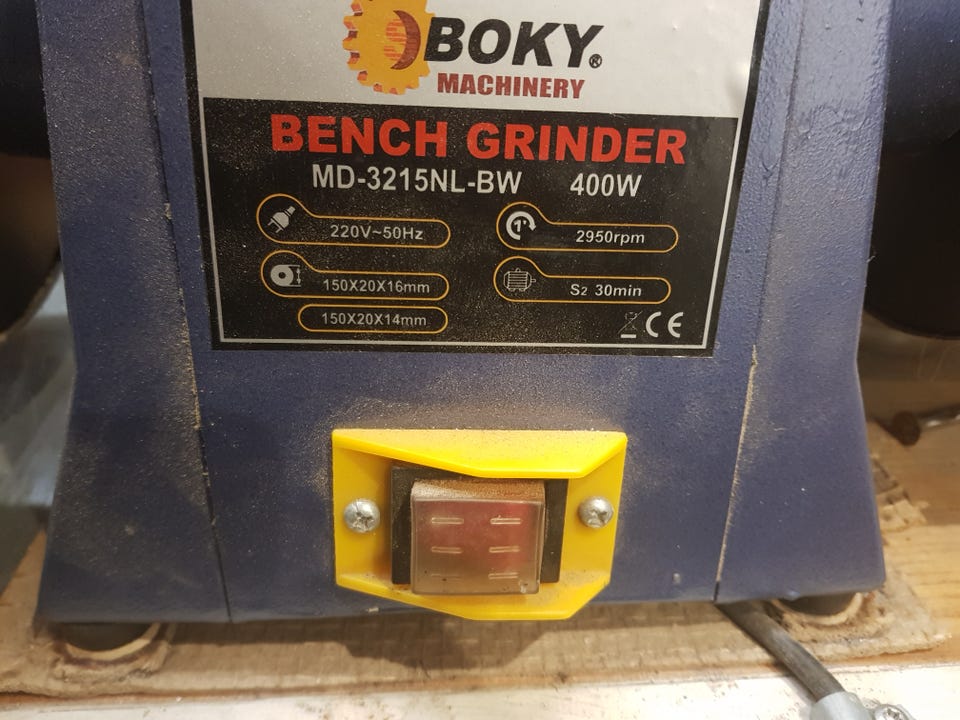 BOKY®
MACHINERY
BENCH GRINDER
MD-3215NL-BW 400W
220V~50Hz
2950rpm
150X20X16mm
S2 30min
150X20X14mm
CE